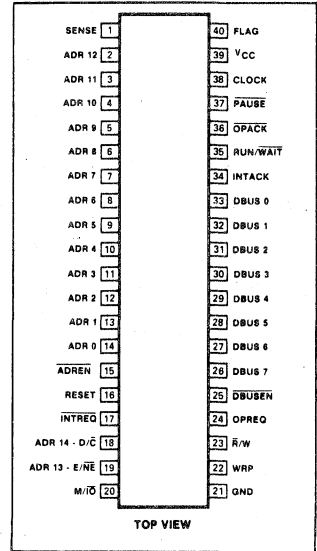 SENSE 1 40 FLAG
ADR 12 2 39 VCC
ADR 11 3 38 CLOCK
ADR 10 4 37 PAUSE
ADR 9 5 36 OPACK
ADR 8 6 35 RUN/WAIT
ADR 7 7 34 INTACK
ADR 6 8 33 DBUS 0
ADR 5 9 32 DBUS 1
ADR 4 10 31 DBUS 2
ADR 3 11 30 DBUS 3
ADR 2 12 29 DBUS 4
ADR 1 13 28 DBUS 5
ADR 0 14 27 DBUS 6
ADREN 15 26 DBUS 7
RESET 16 25 DBUSEN
INTREQ 17 24 OPREQ
ADR 14 - D/C 18 23 R/W
ADR 13 - E/NE 19 22 WRP
M/IO 20 21 GND
TOP VIEW